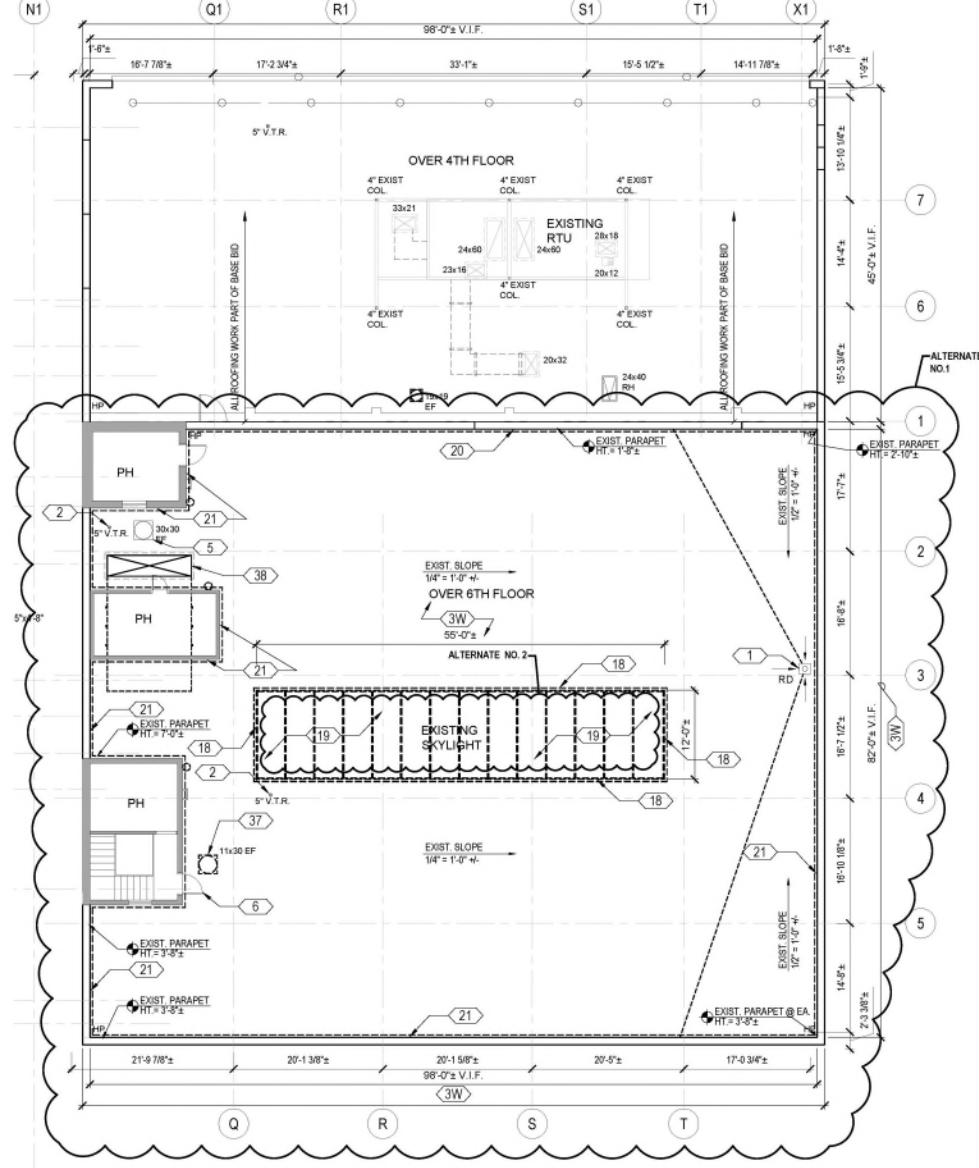 N1
Q1
R1
S1
T1
X1
98'-0"± V.I.F.
1'-6"±
16'-7 7/8"±
17'-2 3/4"±
33'-1"±
15'-5 1/2"±
14'-11 7/8"±
1'-8"±
1'-9"±
5" V.T.R.
OVER 4TH FLOOR
13'-10 1/4"±
4" EXIST
COL.
4" EXIST
COL.
4" EXIST
COL.
7
33x21
EXISTING
RTU
24x60
24x60
28x18
23x16
20x12
14'-4"±
45'-0"± V.I.F.
4" EXIST
COL.
ALL ROOFING WORK PART OF BASE BID
ALL ROOFING WORK PART OF BASE BID
4" EXIST
COL.
4" EXIST
COL.
6
20x32
15'-5 3/4"±
ALTERNATE
NO.1
24x40
RH
19x19
EF
HP
HP
1
HP
HP
20
EXIST. PARAPET
HT.= 1'-8"±
EXIST. PARAPET
HT.= 2'-10"±
PH
EXIST. SLOPE
1/2" = 1'-0" +/-
17'-7"±
2
21
5" V.T.R.
30x30
EF
5
2
38
EXIST. SLOPE
1/4" = 1'-0" +/-
OVER 6TH FLOOR
3W
55'-0"±
16'-8"±
PH
ALTERNATE NO. 2
18
1
RD
3
21
21
EXIST. PARAPET
HT.= 7'-0"±
18
EXISTING
SKYLIGHT
19
19
12'-0"±
18
16'-7 1/2"±
82'-0"± V.I.F.
3W
2
5" V.T.R.
18
4
PH
37
11x30 EF
EXIST. SLOPE
1/4" = 1'-0" +/-
21
16'-10 1/8"±
6
EXIST. SLOPE
1/2" = 1'-0" +/-
5
EXIST. PARAPET
HT.= 3'-8"±
21
14'-8"±
EXIST. PARAPET
HT.= 3'-8"±
HP
21
EXIST. PARAPET @ EA.
HT.= 3'-8"±
HP
2'-3 3/8"±
21'-9 7/8"±
20'-1 3/8"±
20'-1 5/8"±
20'-5"±
17'-0 3/4"±
98'-0"± V.I.F.
3W
Q
R
S
T